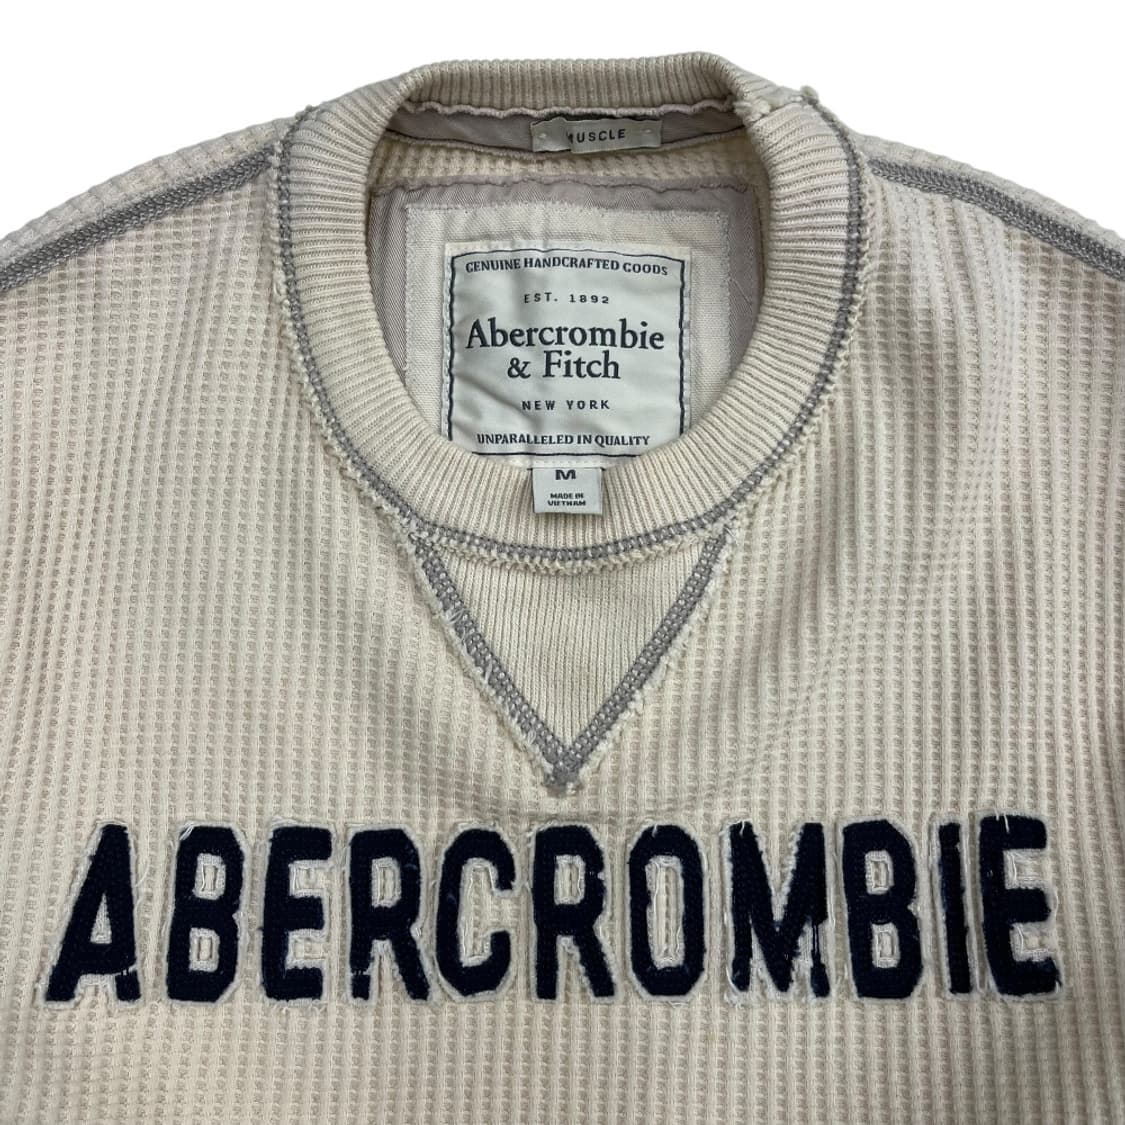 MUSCLE
GENUINE HANDCRAFTED GOODS
EST. 1892
Abercrombie
& Fitch
NEW YORK
UNPARALLELED IN QUALITY
M
MADE IN
VIETNAM
ABERCROMBIE